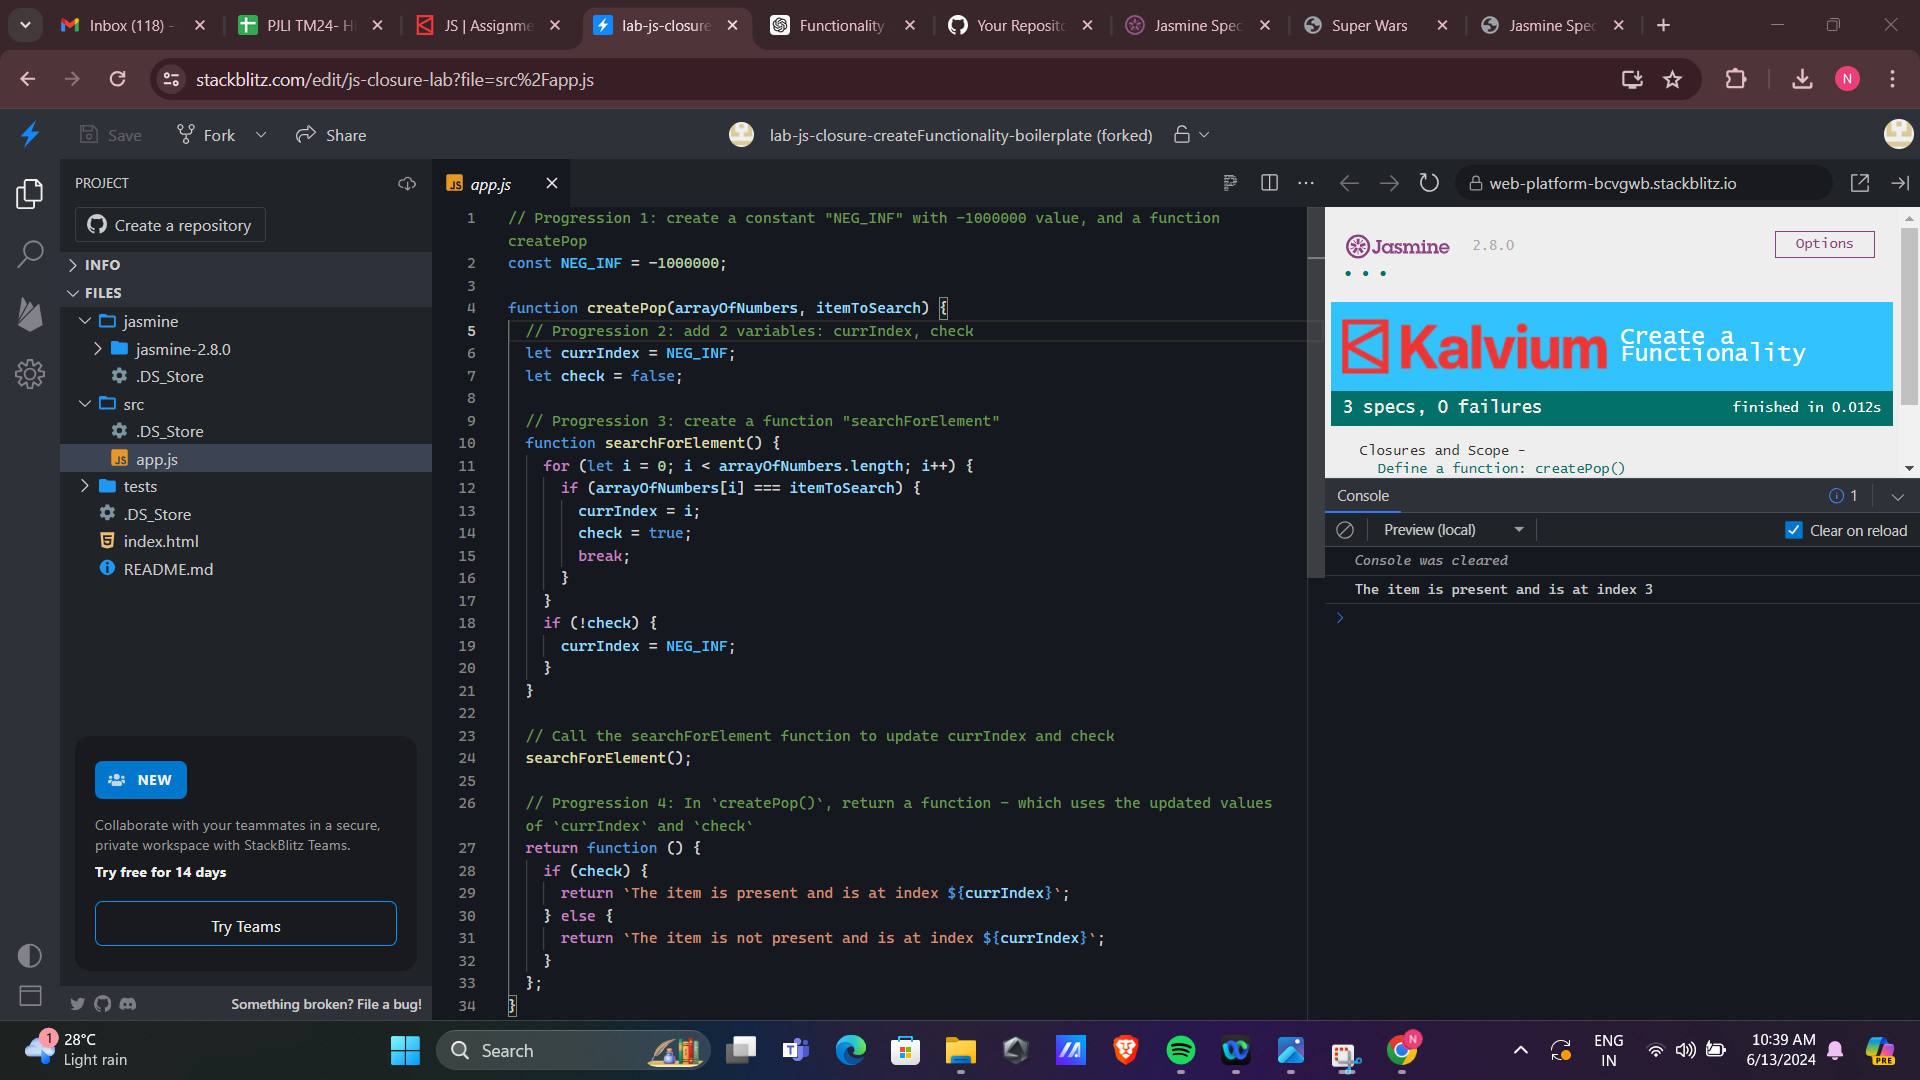 Inbox (118) -
PJLI TM24- H
JS | Assignme
lab-js-closure
Functionality
Your Reposito
Jasmine Spec
Super Wars
Jasmine Spec
stackblitz.com/edit/js-closure-lab?file=src%2Fapp.js
N
Save
Fork
Share
lab-js-closure-createFunctionality-boilerplate (forked)
PROJECT
Create a repository
INFO
FILES
jasmine
jasmine-2.8.0
.DS_Store
src
.DS_Store
JS app.js
tests
.DS_Store
index.html
README.md
NEW
Collaborate with your teammates in a secure,
private workspace with StackBlitz Teams.
Try free for 14 days
Try Teams
Something broken? File a bug!
JS app.js
1 // Progression 1: create a constant "NEG_INF" with -1000000 value, and a function
createPop
2 const NEG_INF = -1000000;
3
4 function createPop(arrayOfNumbers, itemToSearch) {
5 // Progression 2: add 2 variables: currIndex, check
6 let currIndex = NEG_INF;
7 let check = false;
8
9 // Progression 3: create a function "searchForElement"
10 function searchForElement() {
11 for (let i = 0; i < arrayOfNumbers.length; i++) {
12 if (arrayOfNumbers[i] === itemToSearch) {
13 currIndex = i;
14 check = true;
15 break;
16 }
17 }
18 if (!check) {
19 currIndex = NEG_INF;
20 }
21 }
22
23 // Call the searchForElement function to update currIndex and check
24 searchForElement();
25
26 // Progression 4: In `createPop()`, return a function - which uses the updated values
of `currIndex` and `check`
27 return function () {
28 if (check) {
29 return `The item is present and is at index ${currIndex}`;
30 } else {
31 return `The item is not present and is at index ${currIndex}`;
32 }
33 };
34 }
web-platform-bcvgwb.stackblitz.io
Jasmine 2.8.0
Options
Kalvium
Create a
Functionality
3 specs, 0 failures
finished in 0.012s
Closures and Scope -
Define a function: createPop()
Console
1
Preview (local)
Clear on reload
Console was cleared
The item is present and is at index 3
1
28°C
Light rain
Search
N
ENG
IN
10:39 AM
6/13/2024
PRE